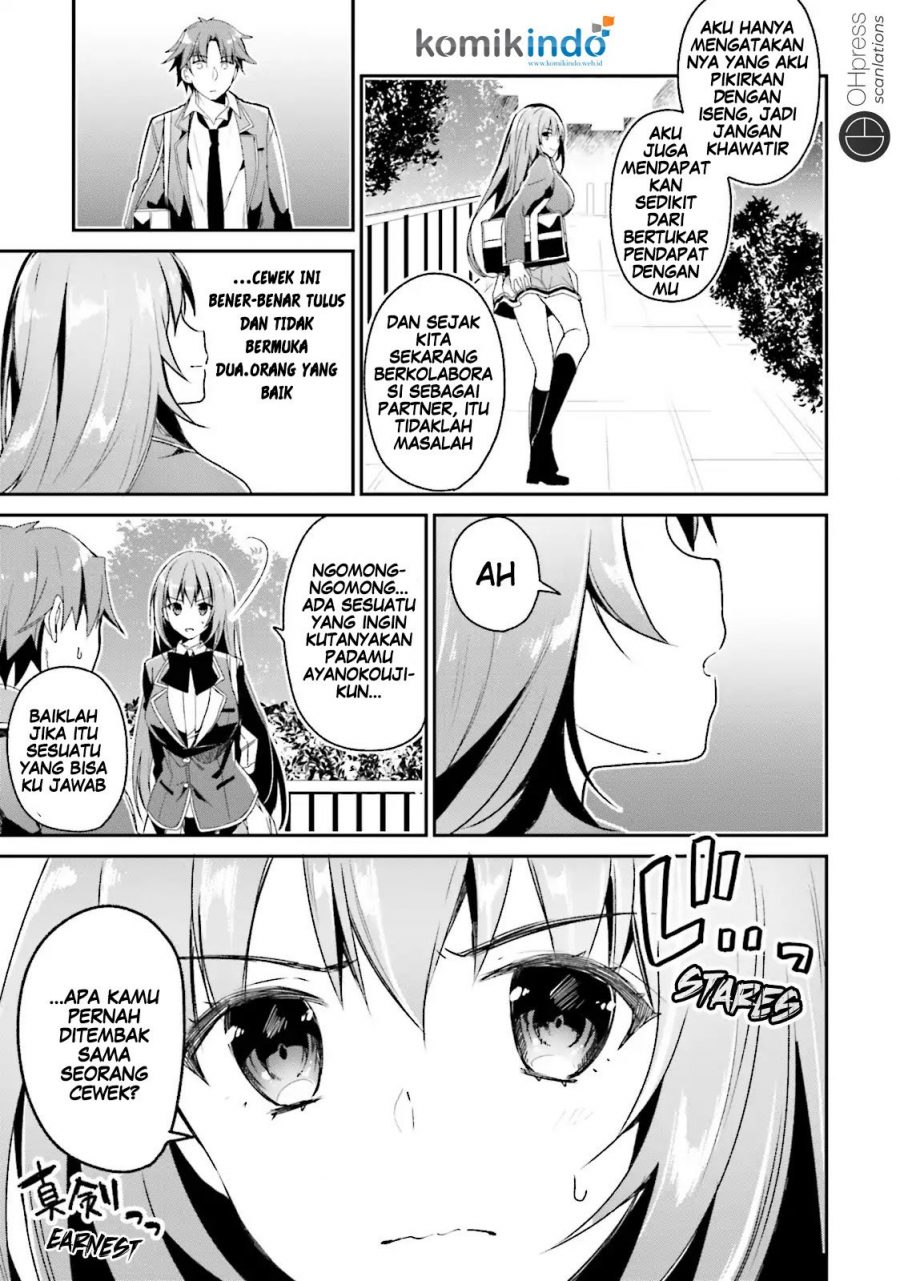 komikindo
www.komikindo.web.id
OHpress
scanlations
AKU HANYA
MENGATAKAN
NYA YANG AKU
PIKIRKAN
DENGAN
ISENG, JADI
JANGAN
KHAWATIR
AKU
JUGA
MENDAPAT
KAN
SEDIKIT
DARI
BERTUKAR
PENDAPAT
DENGAN
MU
DAN SEJAK
KITA
SEKARANG
BERKOLABORA
SI SEBAGAI
PARTNER, ITU
TIDAKLAH
MASALAH
...CEWEK INI
BENER-BENAR TULUS
DAN TIDAK
BERMUKA
DUA.ORANG YANG
BAIK
AH
NGOMONG-
NGOMONG...
ADA SESUATU
YANG INGIN
KUTANYAKAN
PADAMU
AYANOKOUJI-
KUN...
BAIKLAH
JIKA ITU
SESUATU
YANG BISA
KU JAWAB
じーっ
STARES
...APA KAMU
PERNAH
DITEMBAK
SAMA
SEORANG
CEWEK?
真剣っ
EARNEST